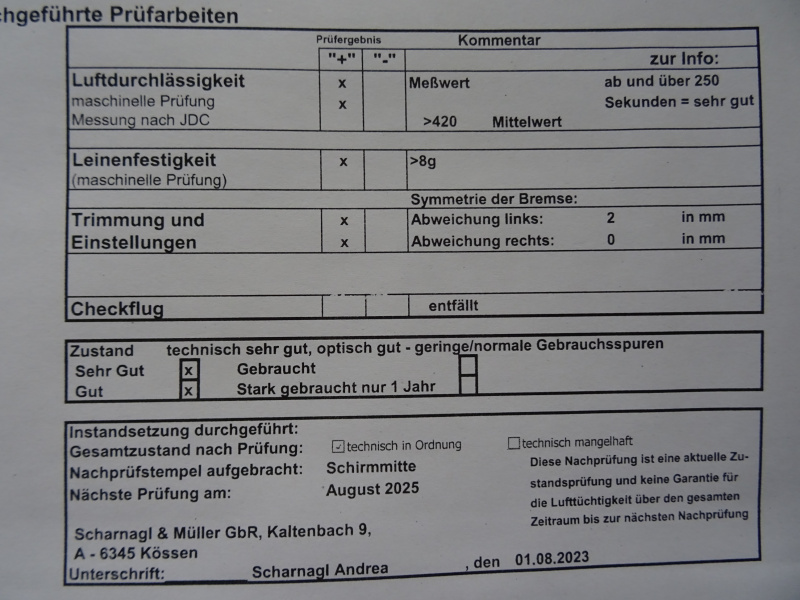 chgeführte Prüfarbeiten
Prüfergebnis Kommentar
"+" "-" zur Info:
Luftdurchlässigkeit x Meßwert ab und über 250
maschinelle Prüfung x Sekunden = sehr gut
Messung nach JDC >420 Mittelwert
Leinenfestigkeit x >8g
(maschinelle Prüfung)
Symmetrie der Bremse:
Trimmung und x Abweichung links: 2 in mm
Einstellungen x Abweichung rechts: 0 in mm
Checkflug entfällt
Zustand technisch sehr gut, optisch gut - geringe/normale Gebrauchsspuren
Sehr Gut x Gebraucht
Gut x Stark gebraucht nur 1 Jahr
Instandsetzung durchgeführt:
Gesamtzustand nach Prüfung: ☑ technisch in Ordnung ☐ technisch mangelhaft
Nachprüfstempel aufgebracht: Schirmmitte
Nächste Prüfung am: August 2025
Diese Nachprüfung ist eine aktuelle Zu-
standsprüfung und keine Garantie für
die Lufttüchtigkeit über den gesamten
Zeitraum bis zur nächsten Nachprüfung
Scharnagl & Müller GbR, Kaltenbach 9,
A - 6345 Kössen
Unterschrift: Scharnagl Andrea , den 01.08.2023